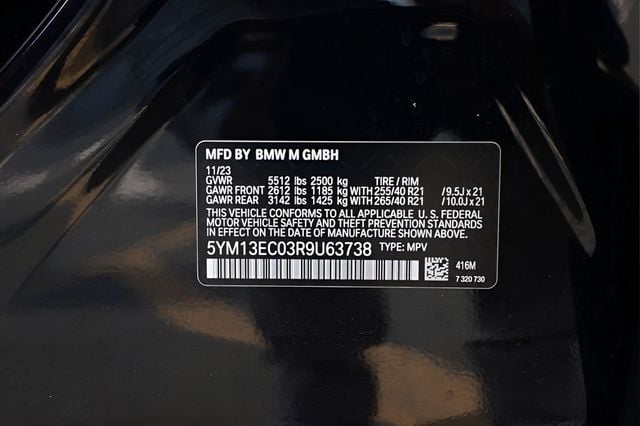 MFD BY BMW M GMBH
11/23
GVWR 5512 lbs 2500 kg TIRE / RIM
GAWR FRONT 2612 lbs 1185 kg WITH 255/40 R21 / 9.5J x 21
GAWR REAR 3142 lbs 1425 kg WITH 265/40 R21 / 10.0J x 21
THIS VEHICLE CONFORMS TO ALL APPLICABLE U. S. FEDERAL
MOTOR VEHICLE SAFETY AND THEFT PREVENTION STANDARDS
IN EFFECT ON THE DATE OF MANUFACTURE SHOWN ABOVE.
5YM13EC03R9U63738 TYPE: MPV
416M
7 320 730